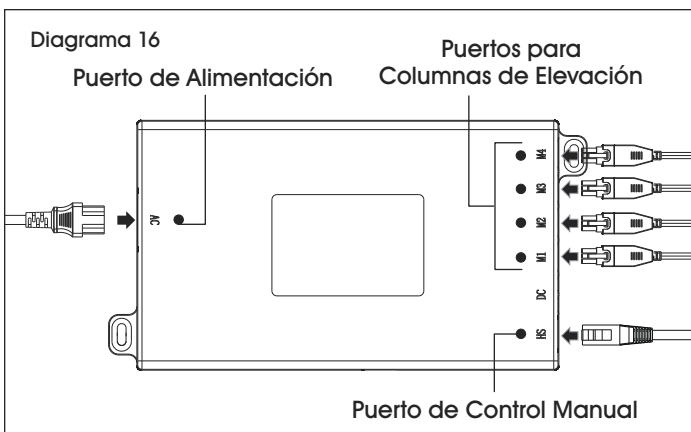 Diagrama 16
Puertos para
Columnas de Elevación
Puerto de Alimentación
M4
M3
M2
M1
AC
DC
HS
Puerto de Control Manual